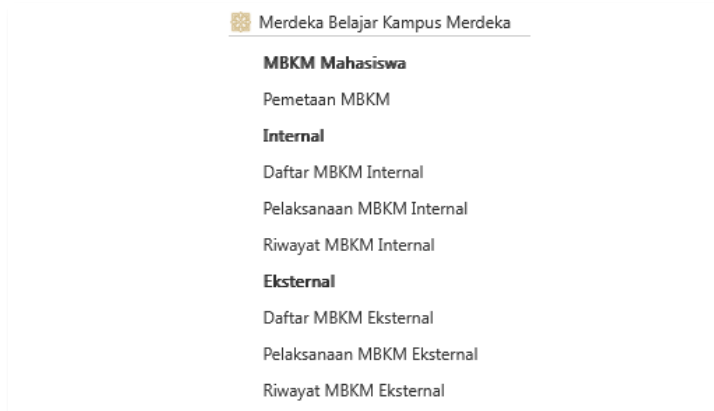 Merdeka Belajar Kampus Merdeka
MBKM Mahasiswa
Pemetaan MBKM
Internal
Daftar MBKM Internal
Pelaksanaan MBKM Internal
Riwayat MBKM Internal
Eksternal
Daftar MBKM Eksternal
Pelaksanaan MBKM Eksternal
Riwayat MBKM Eksternal